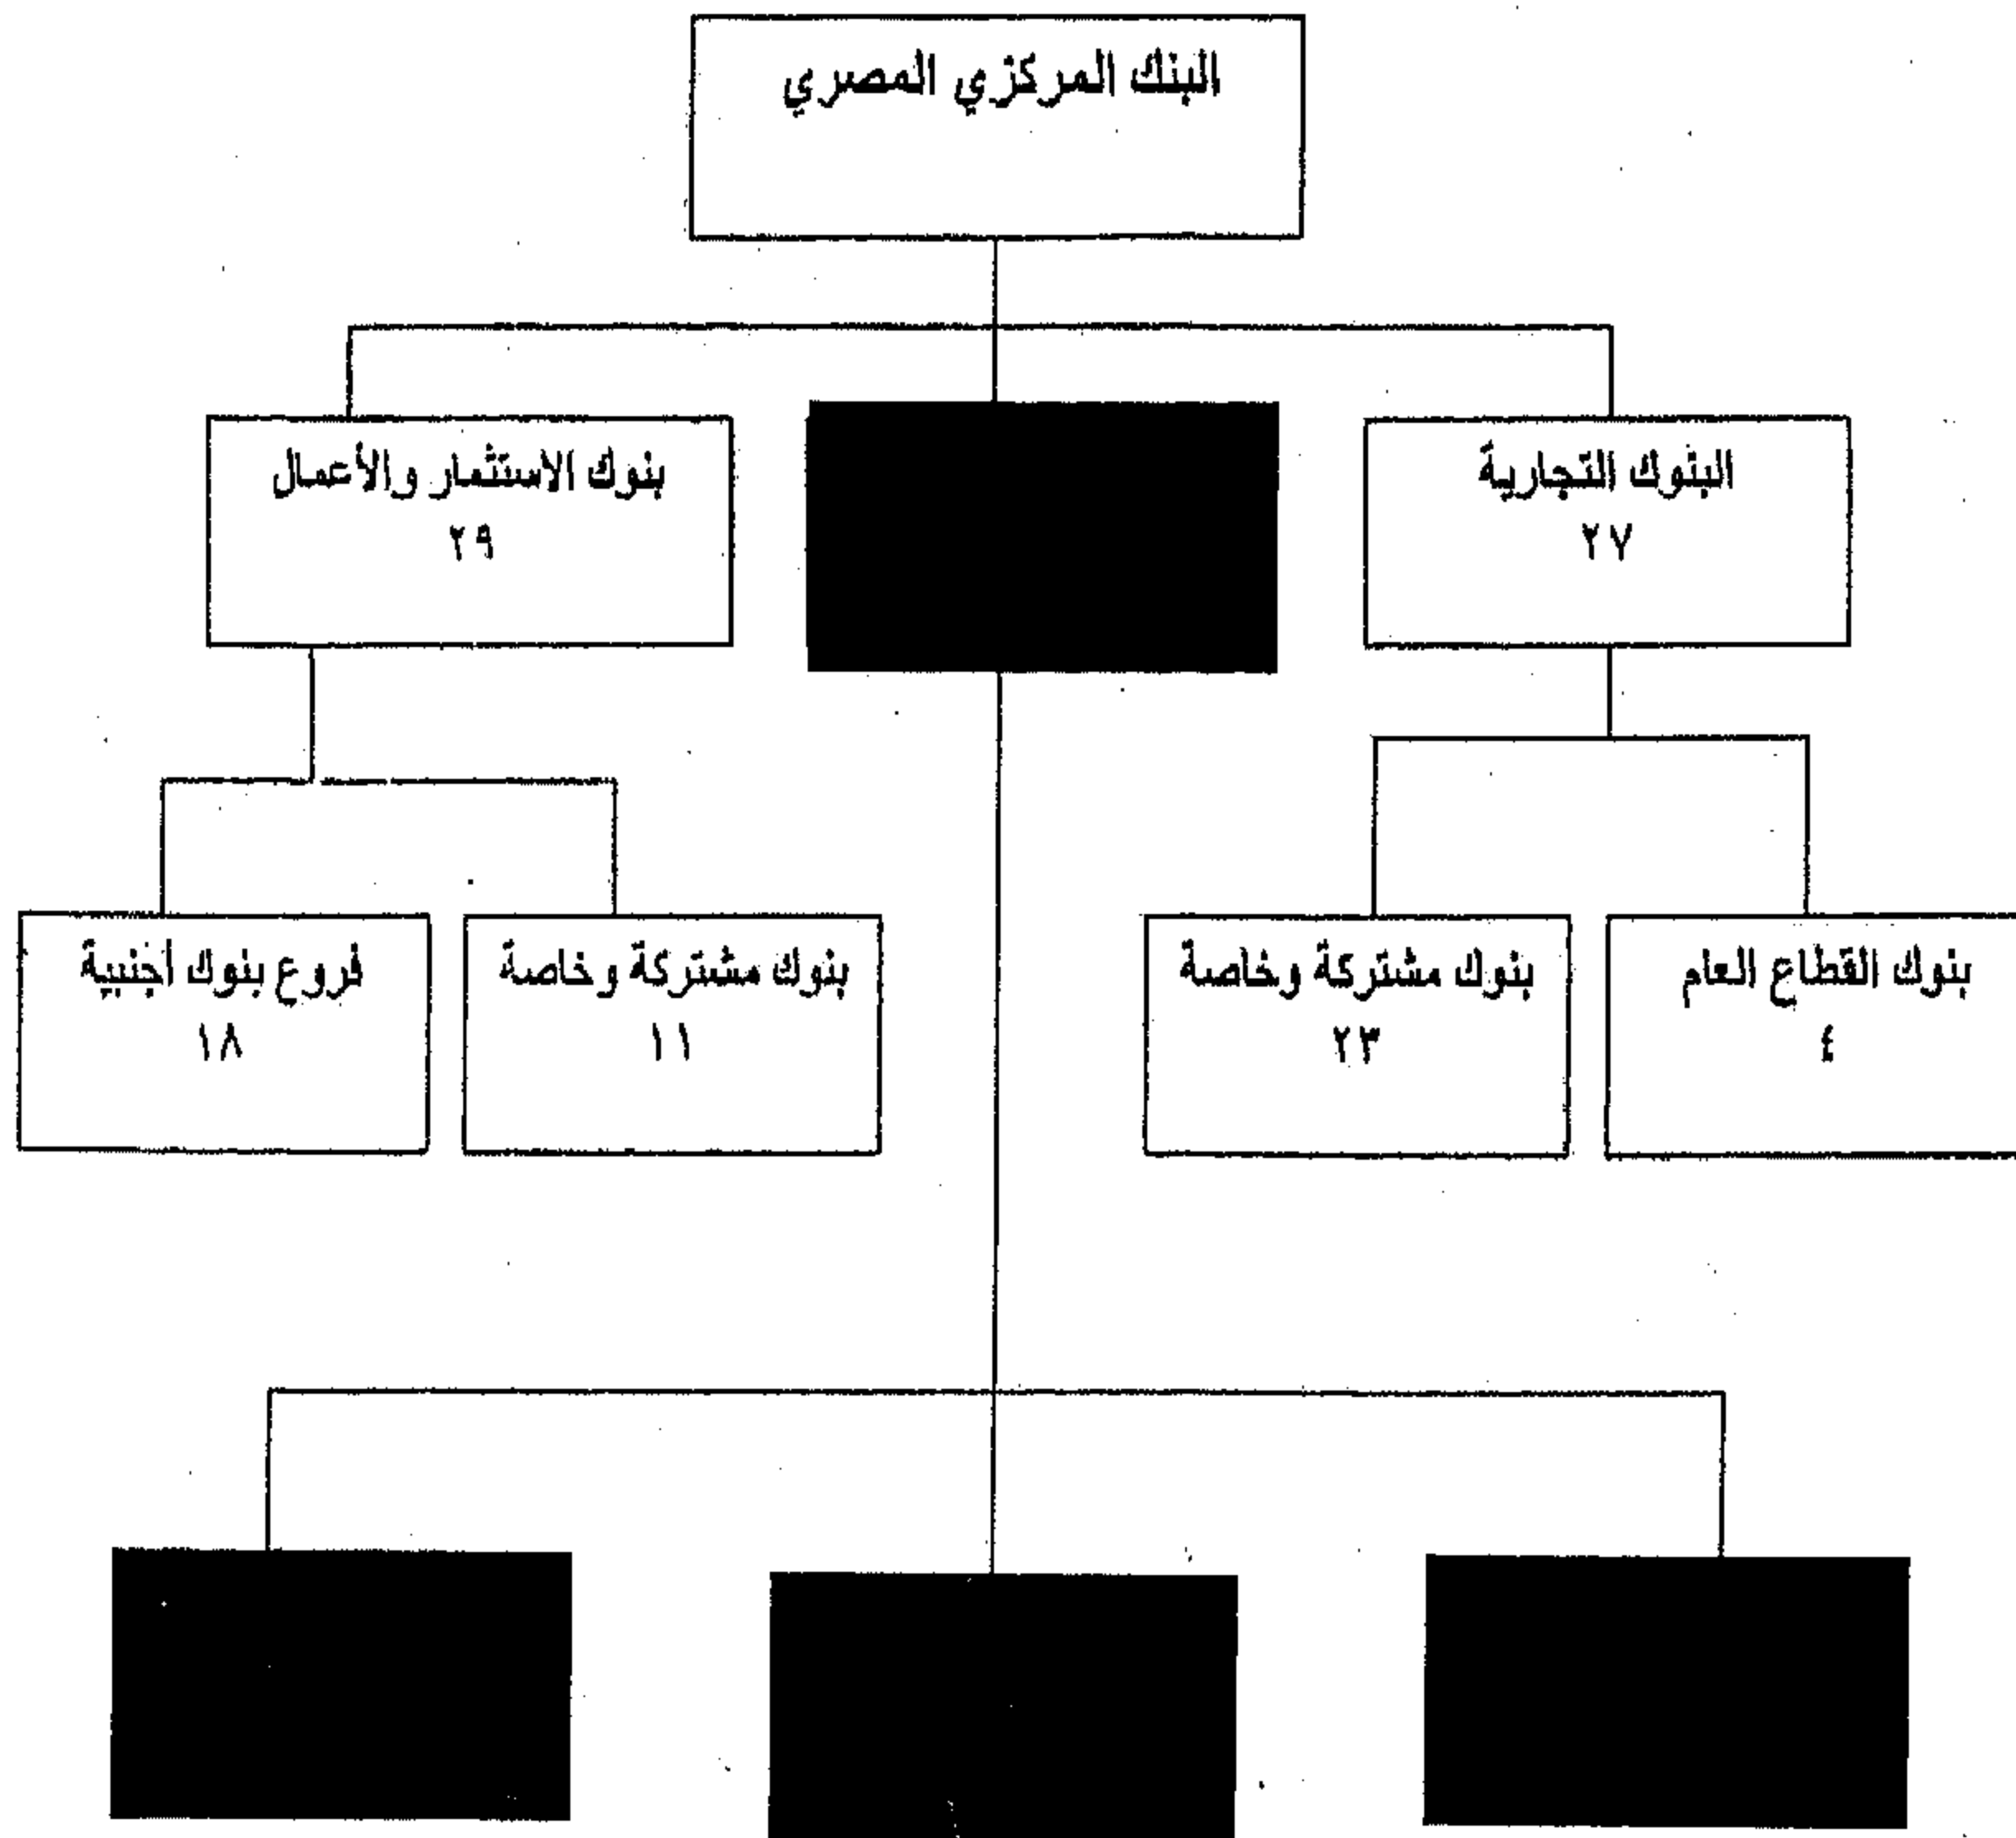 البنك المركزي المصري
البنوك التجارية
٢٧
بنوك الاستثمار والأعمال
٢٩
بنوك القطاع العام
٤
بنوك مشتركة وخاصة
٢٣
بنوك مشتركة وخاصة
١١
فروع بنوك اجنبية
١٨